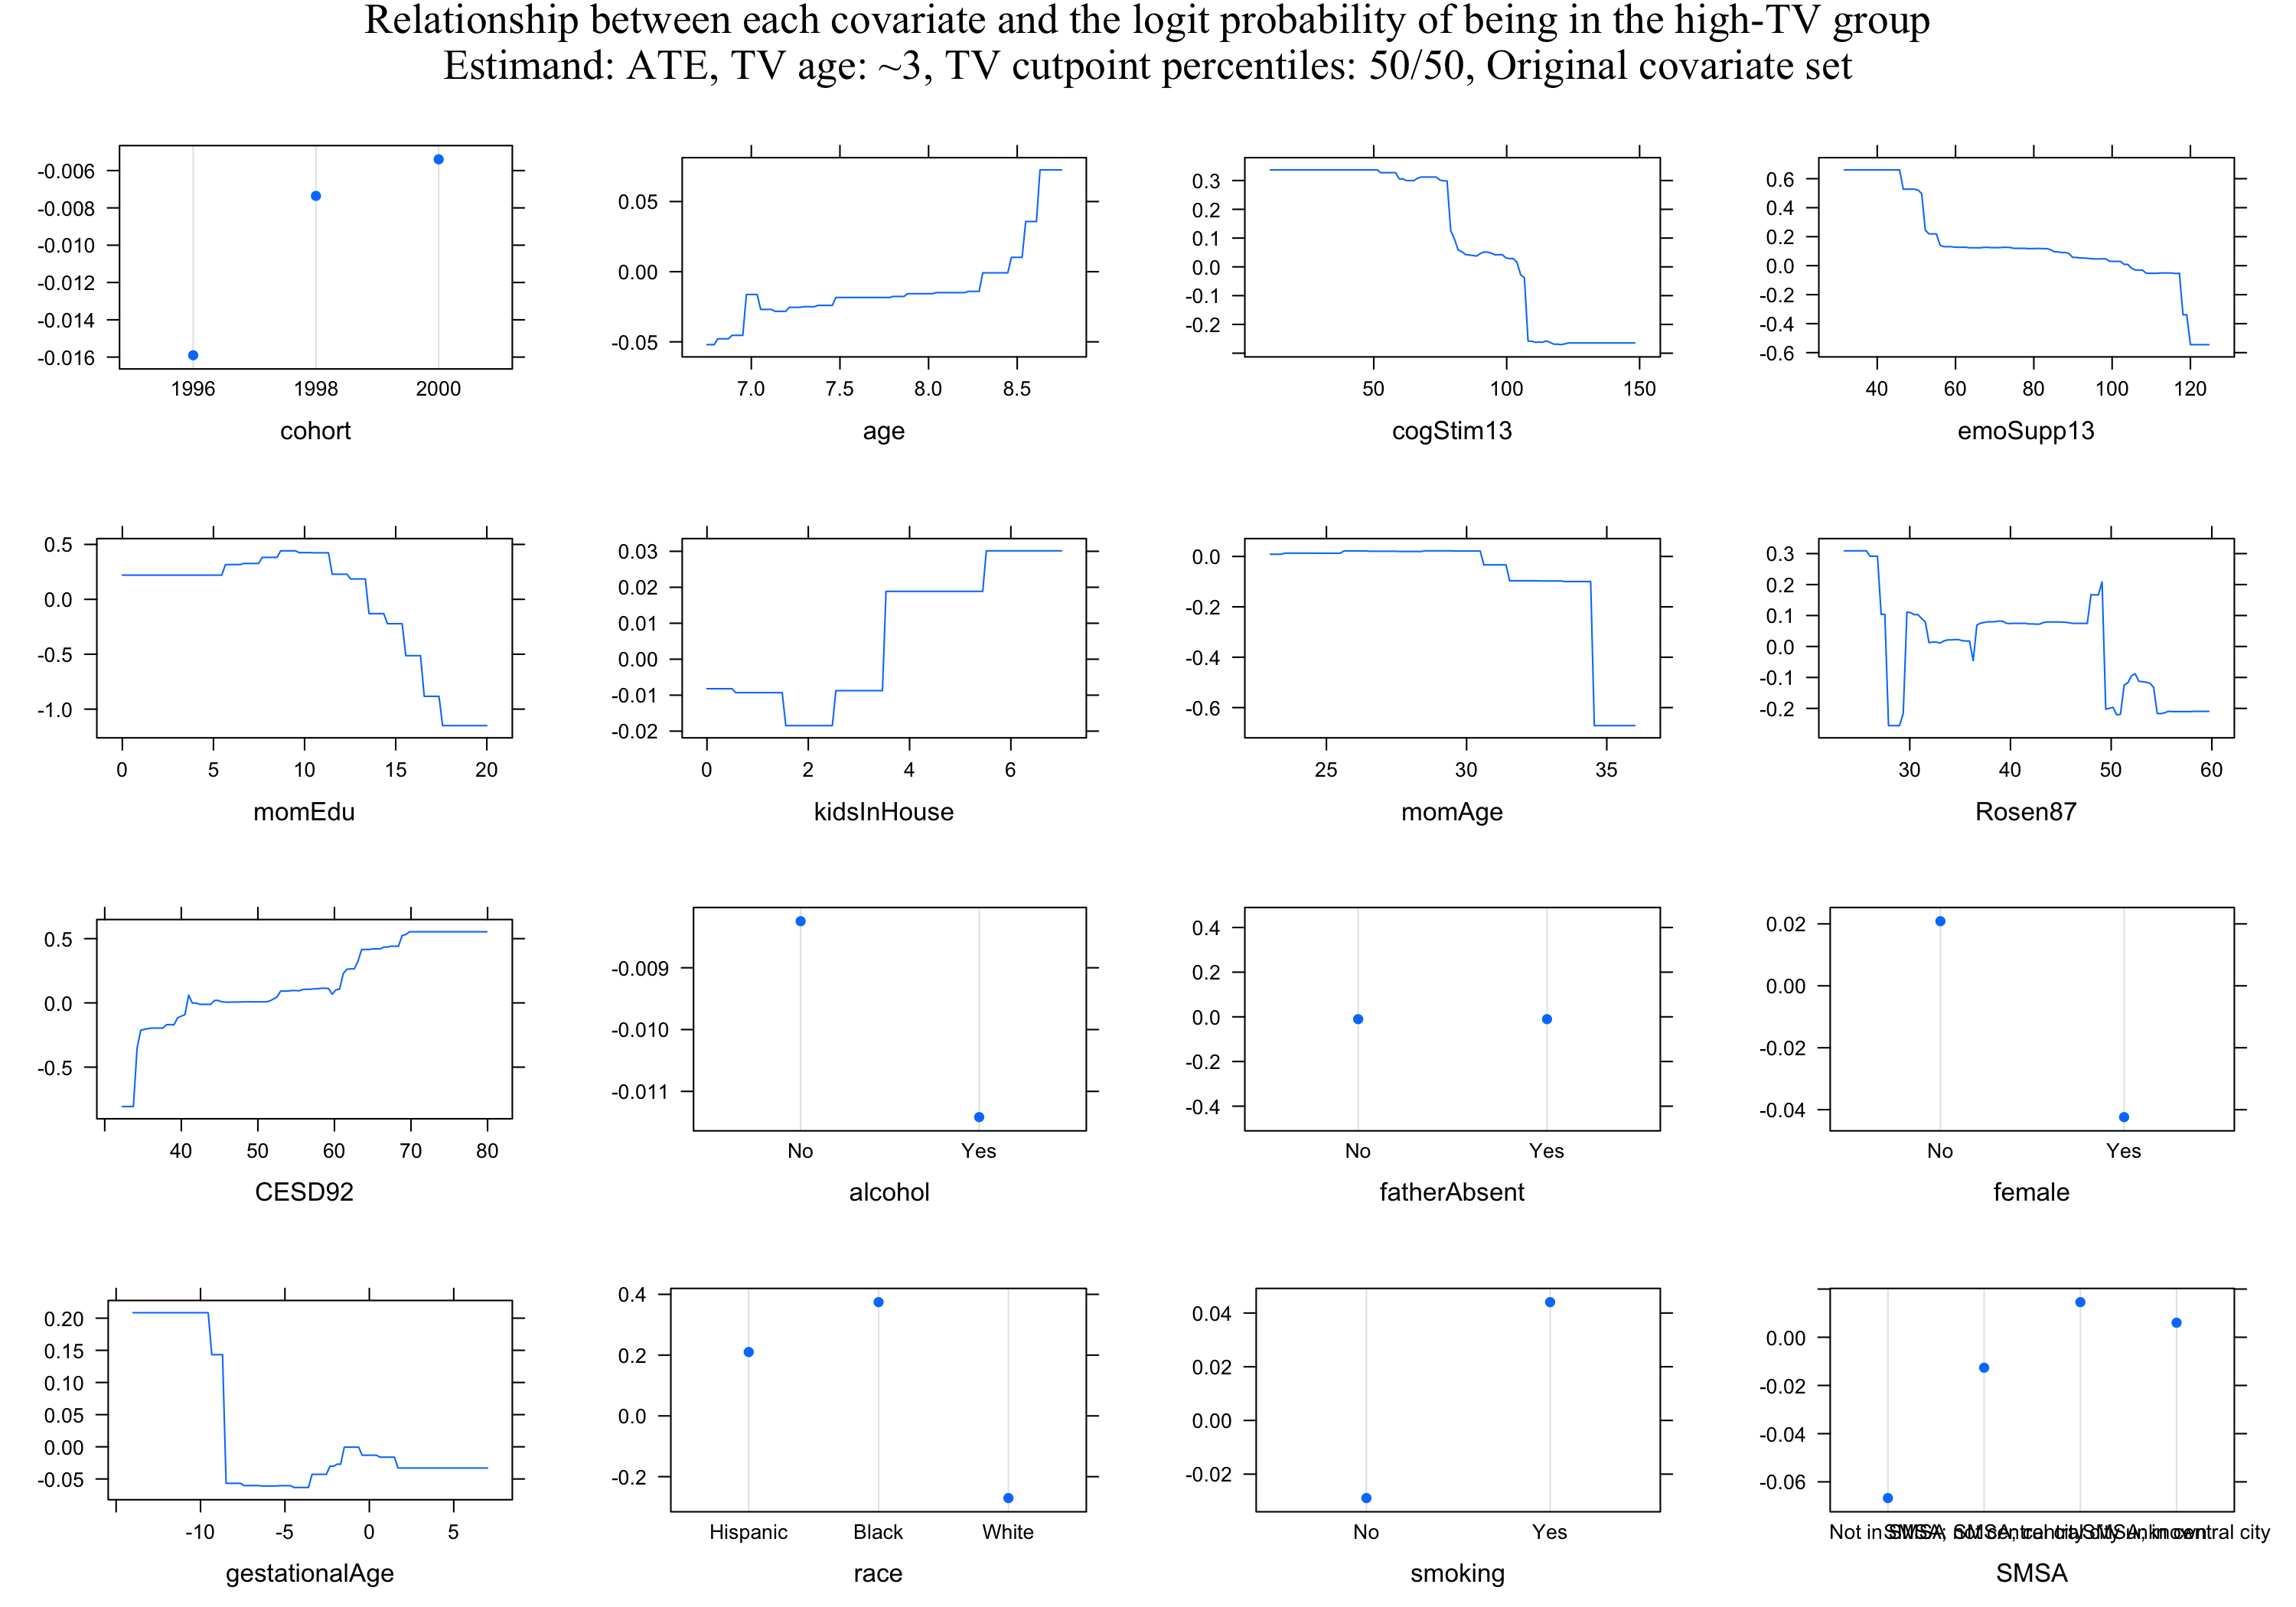 Relationship between each covariate and the logit probability of being in the high-TV group
Estimand: ATE, TV age: ~3, TV cutpoint percentiles: 50/50, Original covariate set
-0.006
-0.008
-0.010
-0.012
-0.014
-0.016
1996 1998 2000
cohort
0.05
0.00
-0.05
7.0 7.5 8.0 8.5
age
0.3
0.2
0.1
0.0
-0.1
-0.2
50 100 150
cogStim13
0.6
0.4
0.2
0.0
-0.2
-0.4
-0.6
40 60 80 100 120
emoSupp13
0.5
0.0
-0.5
-1.0
0 5 10 15 20
momEdu
0.03
0.02
0.01
0.00
-0.01
-0.02
0 2 4 6
kidsInHouse
0.0
-0.2
-0.4
-0.6
25 30 35
momAge
0.3
0.2
0.1
0.0
-0.1
-0.2
30 40 50 60
Rosen87
0.5
0.0
-0.5
40 50 60 70 80
CESD92
-0.009
-0.010
-0.011
No Yes
alcohol
0.4
0.2
0.0
-0.2
-0.4
No Yes
fatherAbsent
0.02
0.00
-0.02
-0.04
No Yes
female
0.20
0.15
0.10
0.05
0.00
-0.05
-10 -5 0 5
gestationalAge
0.4
0.2
0.0
-0.2
Hispanic Black White
race
0.04
0.02
0.00
-0.02
No Yes
smoking
0.00
-0.02
-0.04
-0.06
Not in SMSA central city
SMSA